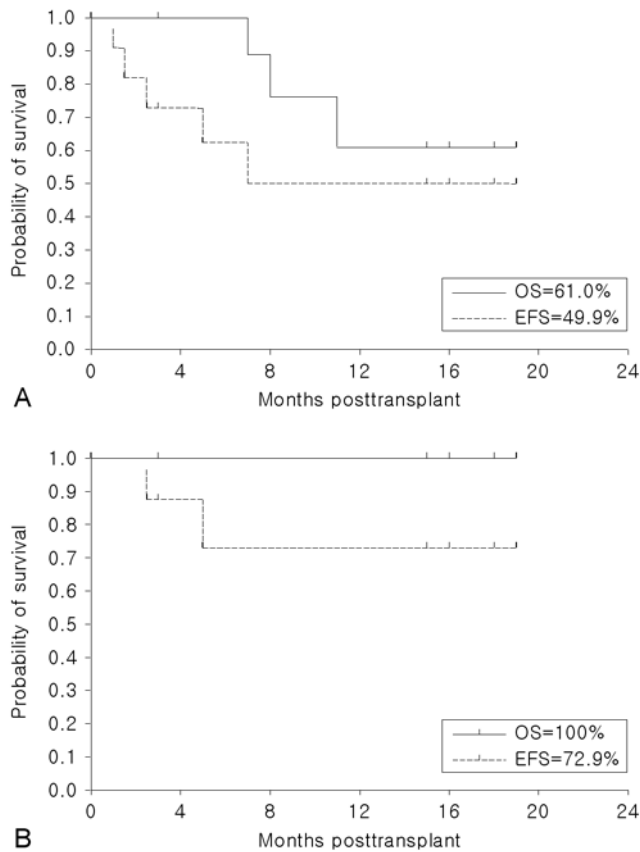 1.0
0.9
0.8
0.7
0.6
0.5
0.4
0.3
0.2
0.1
0.0
Probability of survival
OS=61.0%
EFS=49.9%
0 4 8 12 16 20 24
Months posttransplant
A
1.0
0.9
0.8
0.7
0.6
0.5
0.4
0.3
0.2
0.1
0.0
Probability of survival
OS=100%
EFS=72.9%
0 4 8 12 16 20 24
Months posttransplant
B